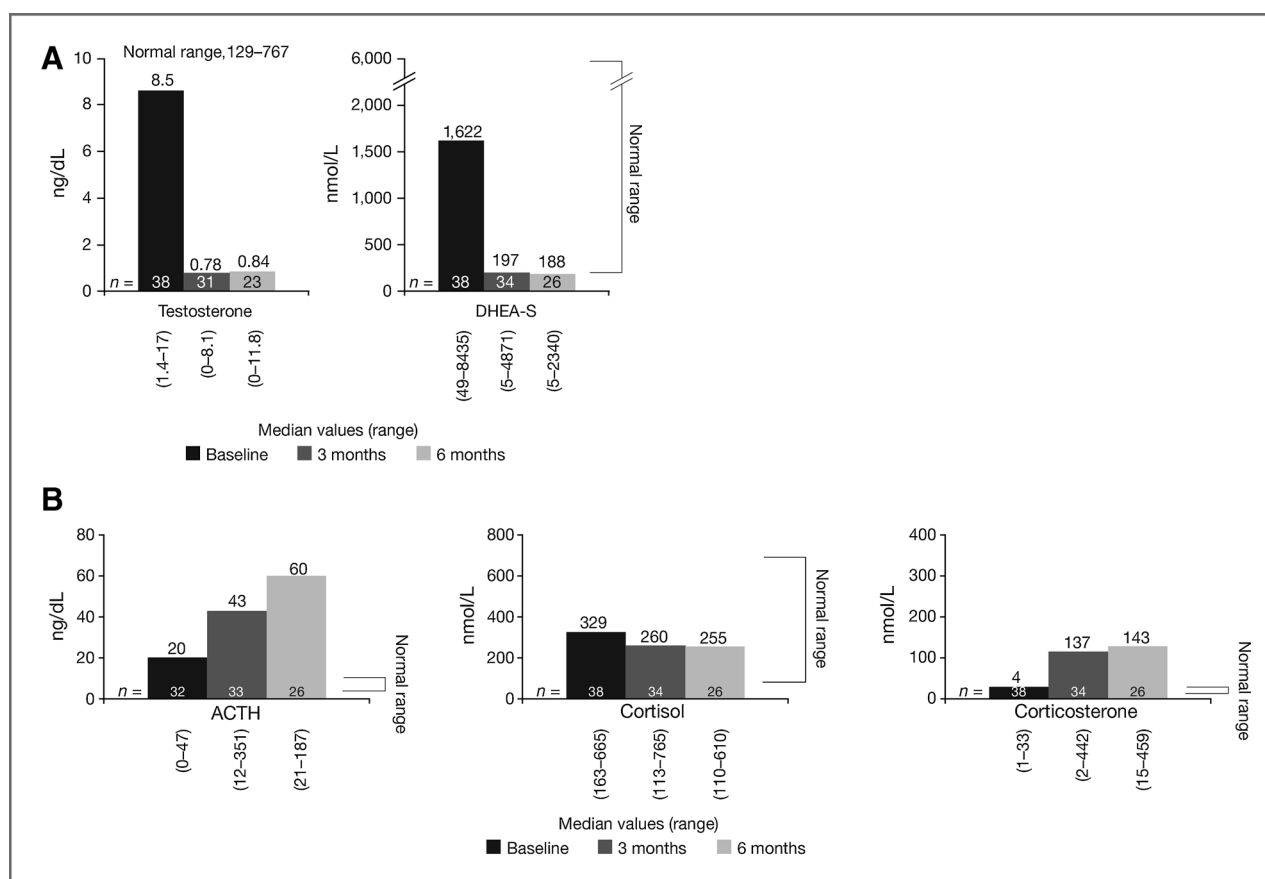 A
Normal range, 129–767
10
8
6
4
2
0
ng/dL
8.5
0.78
0.84
n = 38 31 23
Testosterone
(1.4–17)
(0–8.1)
(0–11.8)
6,000
2,000
1,500
1,000
500
0
nmol/L
1,622
197
188
n = 38 34 26
DHEA-S
(49–8435)
(5–4871)
(5–2340)
Normal range
Median values (range)
Baseline 3 months 6 months
B
80
60
40
20
0
ng/dL
20
43
60
n = 32 33 26
ACTH
(0–47)
(12–351)
(21–187)
Normal range
800
600
400
200
0
nmol/L
329
260
255
n = 38 34 26
Cortisol
(163–665)
(113–765)
(110–610)
Normal range
400
300
200
100
0
nmol/L
4
137
143
n = 38 34 26
Corticosterone
(1–33)
(2–442)
(15–459)
Normal range
Median values (range)
Baseline 3 months 6 months